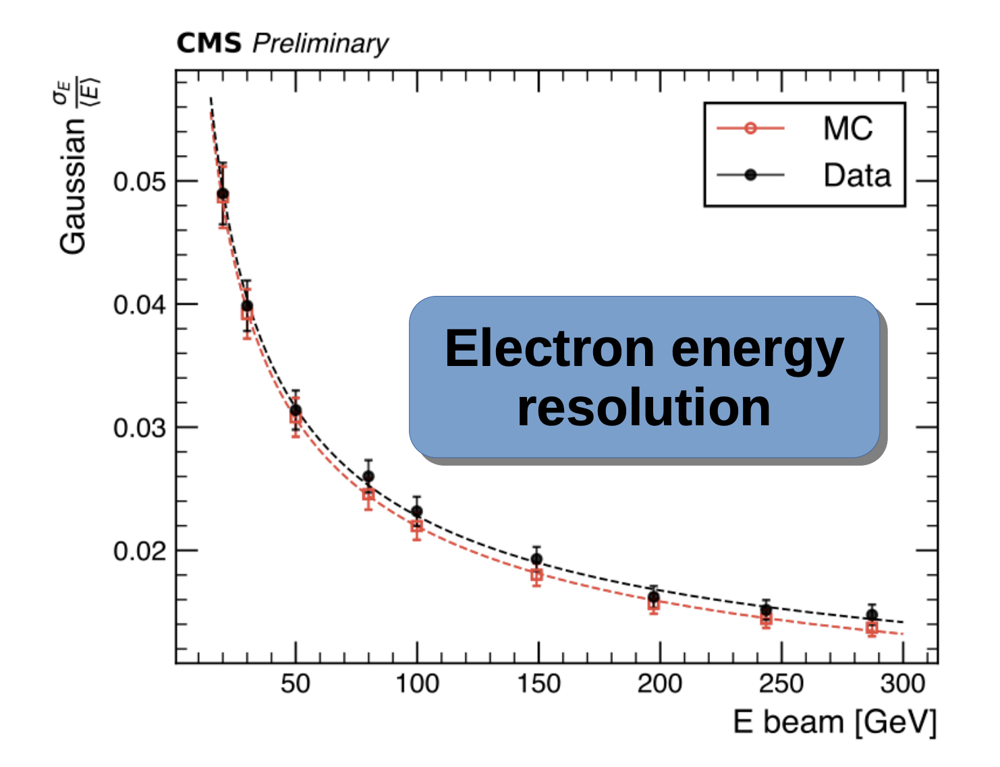 CMS Preliminary
Gaussian σ_E/⟨E⟩
MC
Data
0.05
0.04
0.03
0.02
Electron energy
resolution
50 100 150 200 250 300
E beam [GeV]